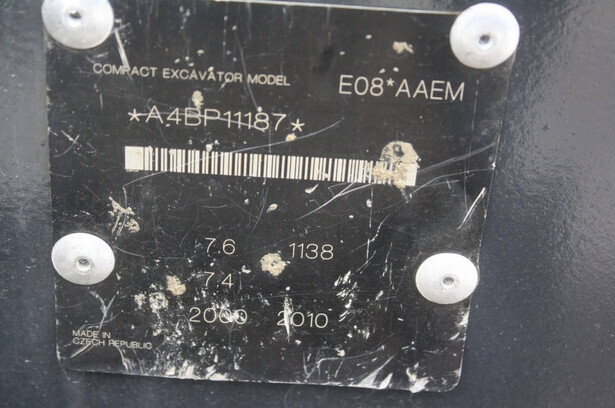 COMPACT EXCAVATOR MODEL E08*AAEM
*A4BP11187*
7.6 1138
7.4
2000 2010
MADE IN
CZECH REPUBLIC